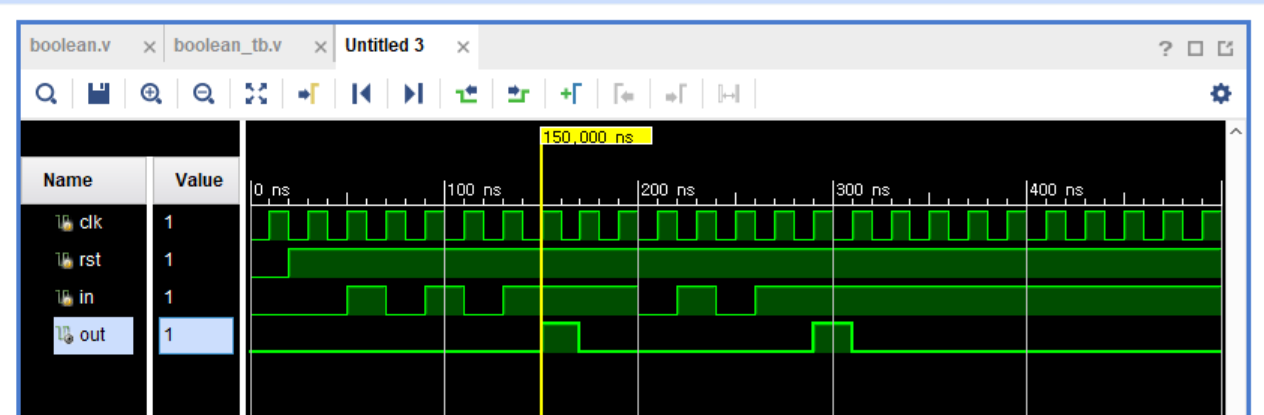 boolean.v × boolean_tb.v × Untitled 3 × ?
150,000 ns
Name Value 0 ns 100 ns 200 ns 300 ns 400 ns
clk 1
rst 1
in 1
out 1